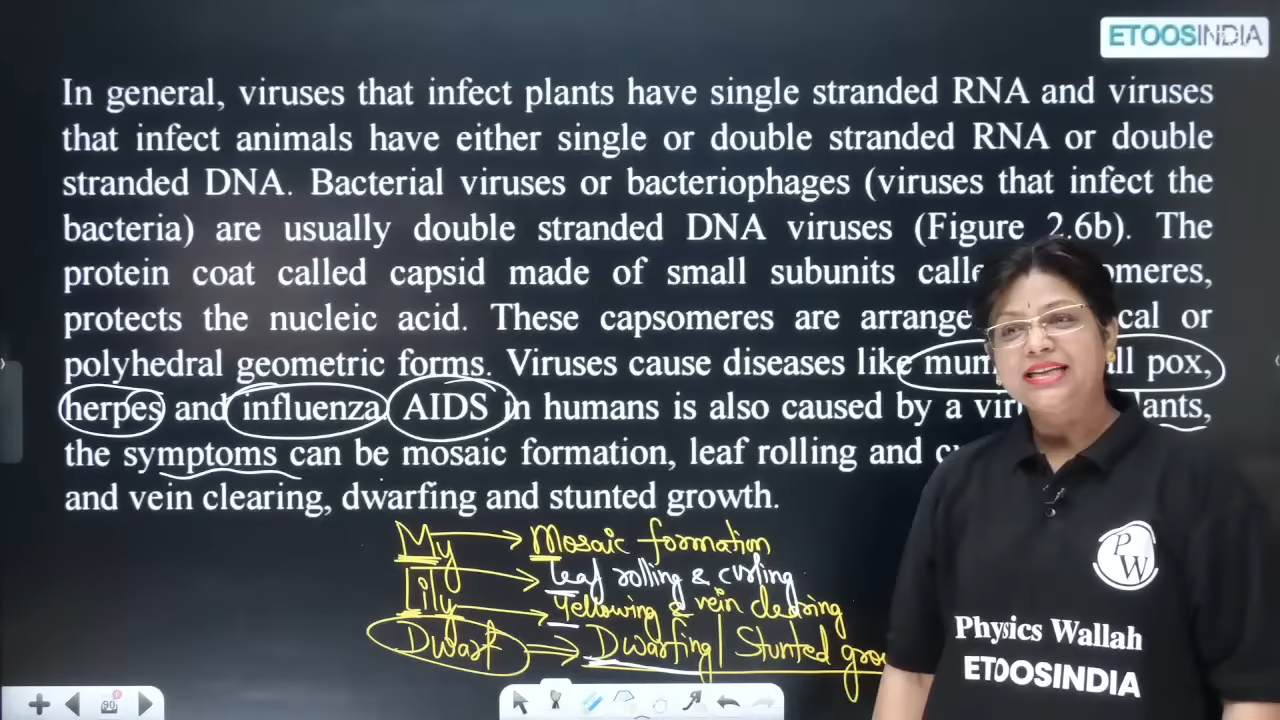 ETOOSINDIA
In general, viruses that infect plants have single stranded RNA and viruses
that infect animals have either single or double stranded RNA or double
stranded DNA. Bacterial viruses or bacteriophages (viruses that infect the
bacteria) are usually double stranded DNA viruses (Figure 2.6b). The
protein coat called capsid made of small subunits
protects the nucleic acid. These capsomeres are or
polyhedral geometric forms. Viruses cause diseases like pox,
herpes and influenza AIDS in humans is also caused by a
the symptoms can be mosaic formation, leaf rolling and
and vein clearing, dwarfing and stunted growth.
My → Mosaic formation
Lily → Leaf rolling & curling
→ Yellowing & vein clearing
Dwarf ⇒ Dwarfing | Stunted
PW
Physics Wallah
ETOOSINDIA
90